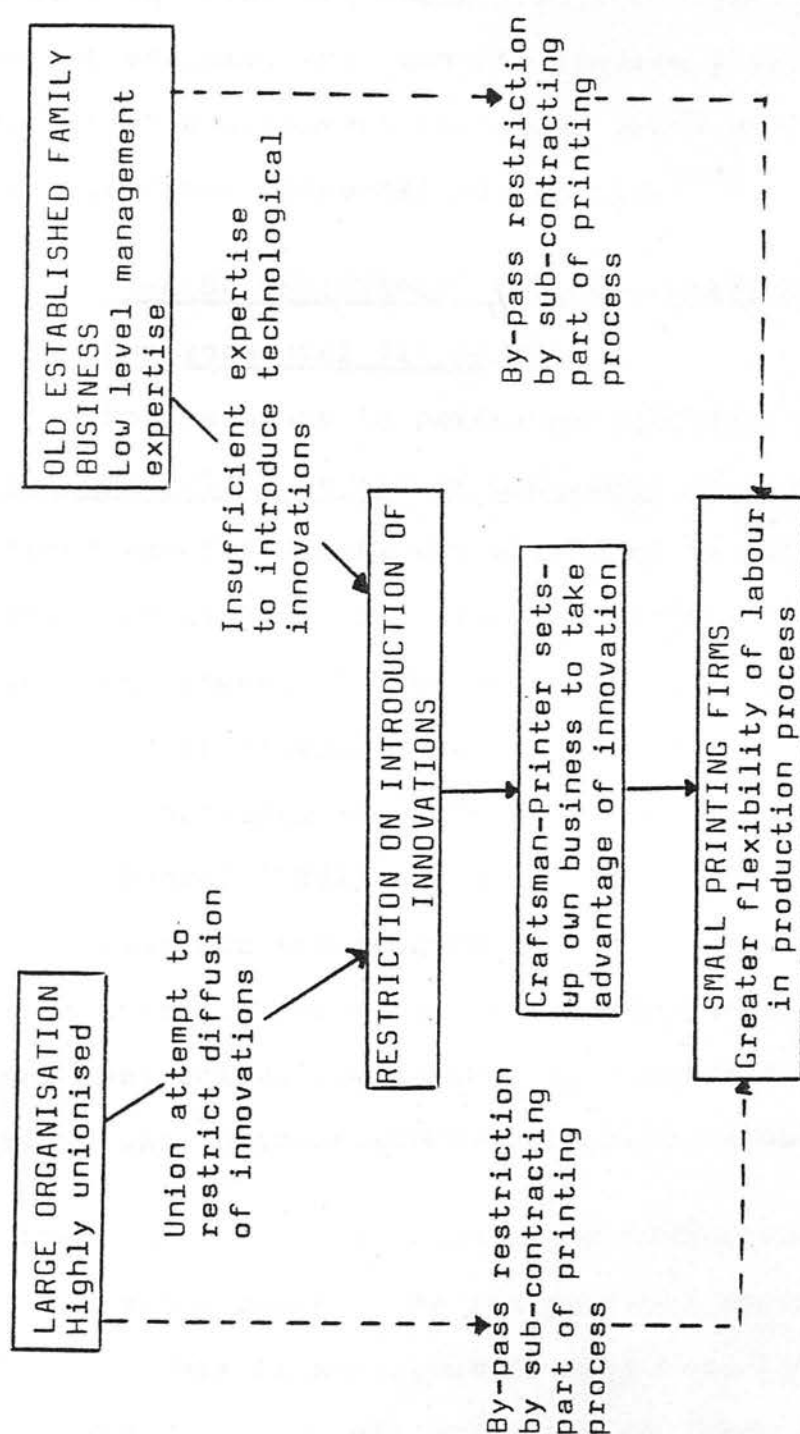 LARGE ORGANISATION
Highly unionised
OLD ESTABLISHED FAMILY
BUSINESS
Low level management
expertise
Union attempt to
restrict diffusion
of innovations
Insufficient expertise
to introduce technological
innovations
RESTRICTION ON INTRODUCTION OF
INNOVATIONS
By-pass restriction
by sub-contracting
part of printing
process
Craftsman-Printer sets-
up own business to take
advantage of innovation
By-pass restriction
by sub-contracting
part of printing
process
SMALL PRINTING FIRMS
Greater flexibility of labour
in production process